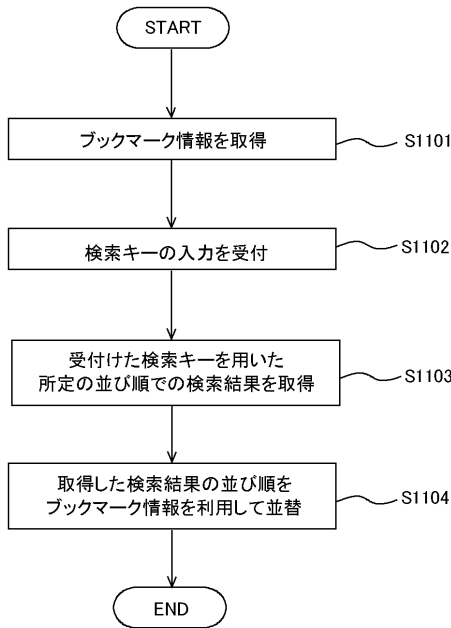 START
ブックマーク情報を取得
S1101
検索キーの入力を受付
S1102
受付けた検索キーを用いた
所定の並び順での検索結果を取得
S1103
取得した検索結果の並び順を
ブックマーク情報を利用して並替
S1104
END